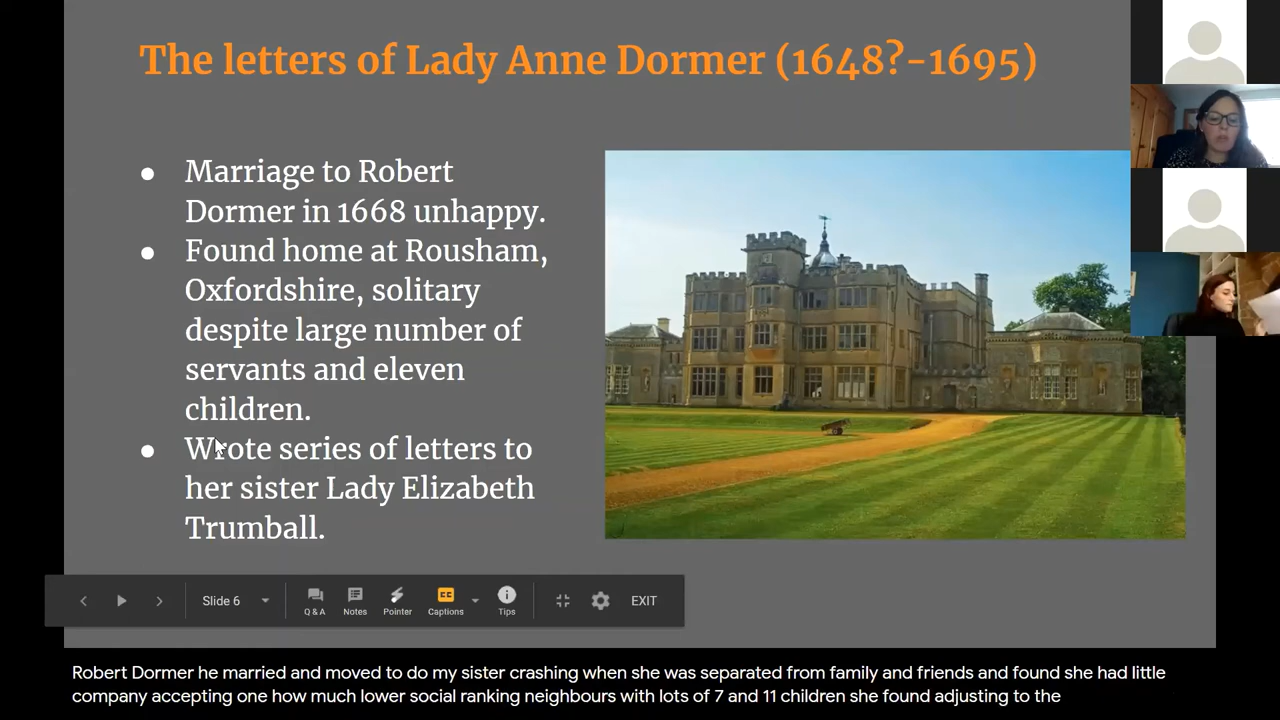 The letters of Lady Anne Dormer (1648?-1695)
● Marriage to Robert
Dormer in 1668 unhappy.
● Found home at Rousham,
Oxfordshire, solitary
despite large number of
servants and eleven
children.
● Wrote series of letters to
her sister Lady Elizabeth
Trumball.
Slide 6
Q & A
Notes
Pointer
Captions
Tips
EXIT
Robert Dormer he married and moved to do my sister crashing when she was separated from family and friends and found she had little
company accepting one how much lower social ranking neighbours with lots of 7 and 11 children she found adjusting to the